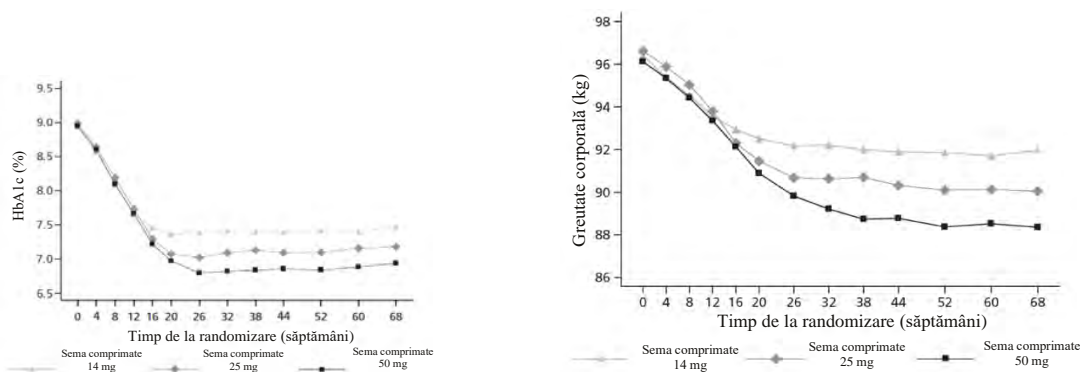 HbA1c (%)
9.5
9.0
8.5
8.0
7.5
7.0
6.5
0 4 8 12 16 20 26 32 38 44 52 60 68
Timp de la randomizare (săptămâni)
Sema comprimate 14 mg
Sema comprimate 25 mg
Sema comprimate 50 mg
Greutate corporală (kg)
98
96
94
92
90
88
86
0 4 8 12 16 20 26 32 38 44 52 60 68
Timp de la randomizare (săptămâni)
Sema comprimate 14 mg
Sema comprimate 25 mg
Sema comprimate 50 mg